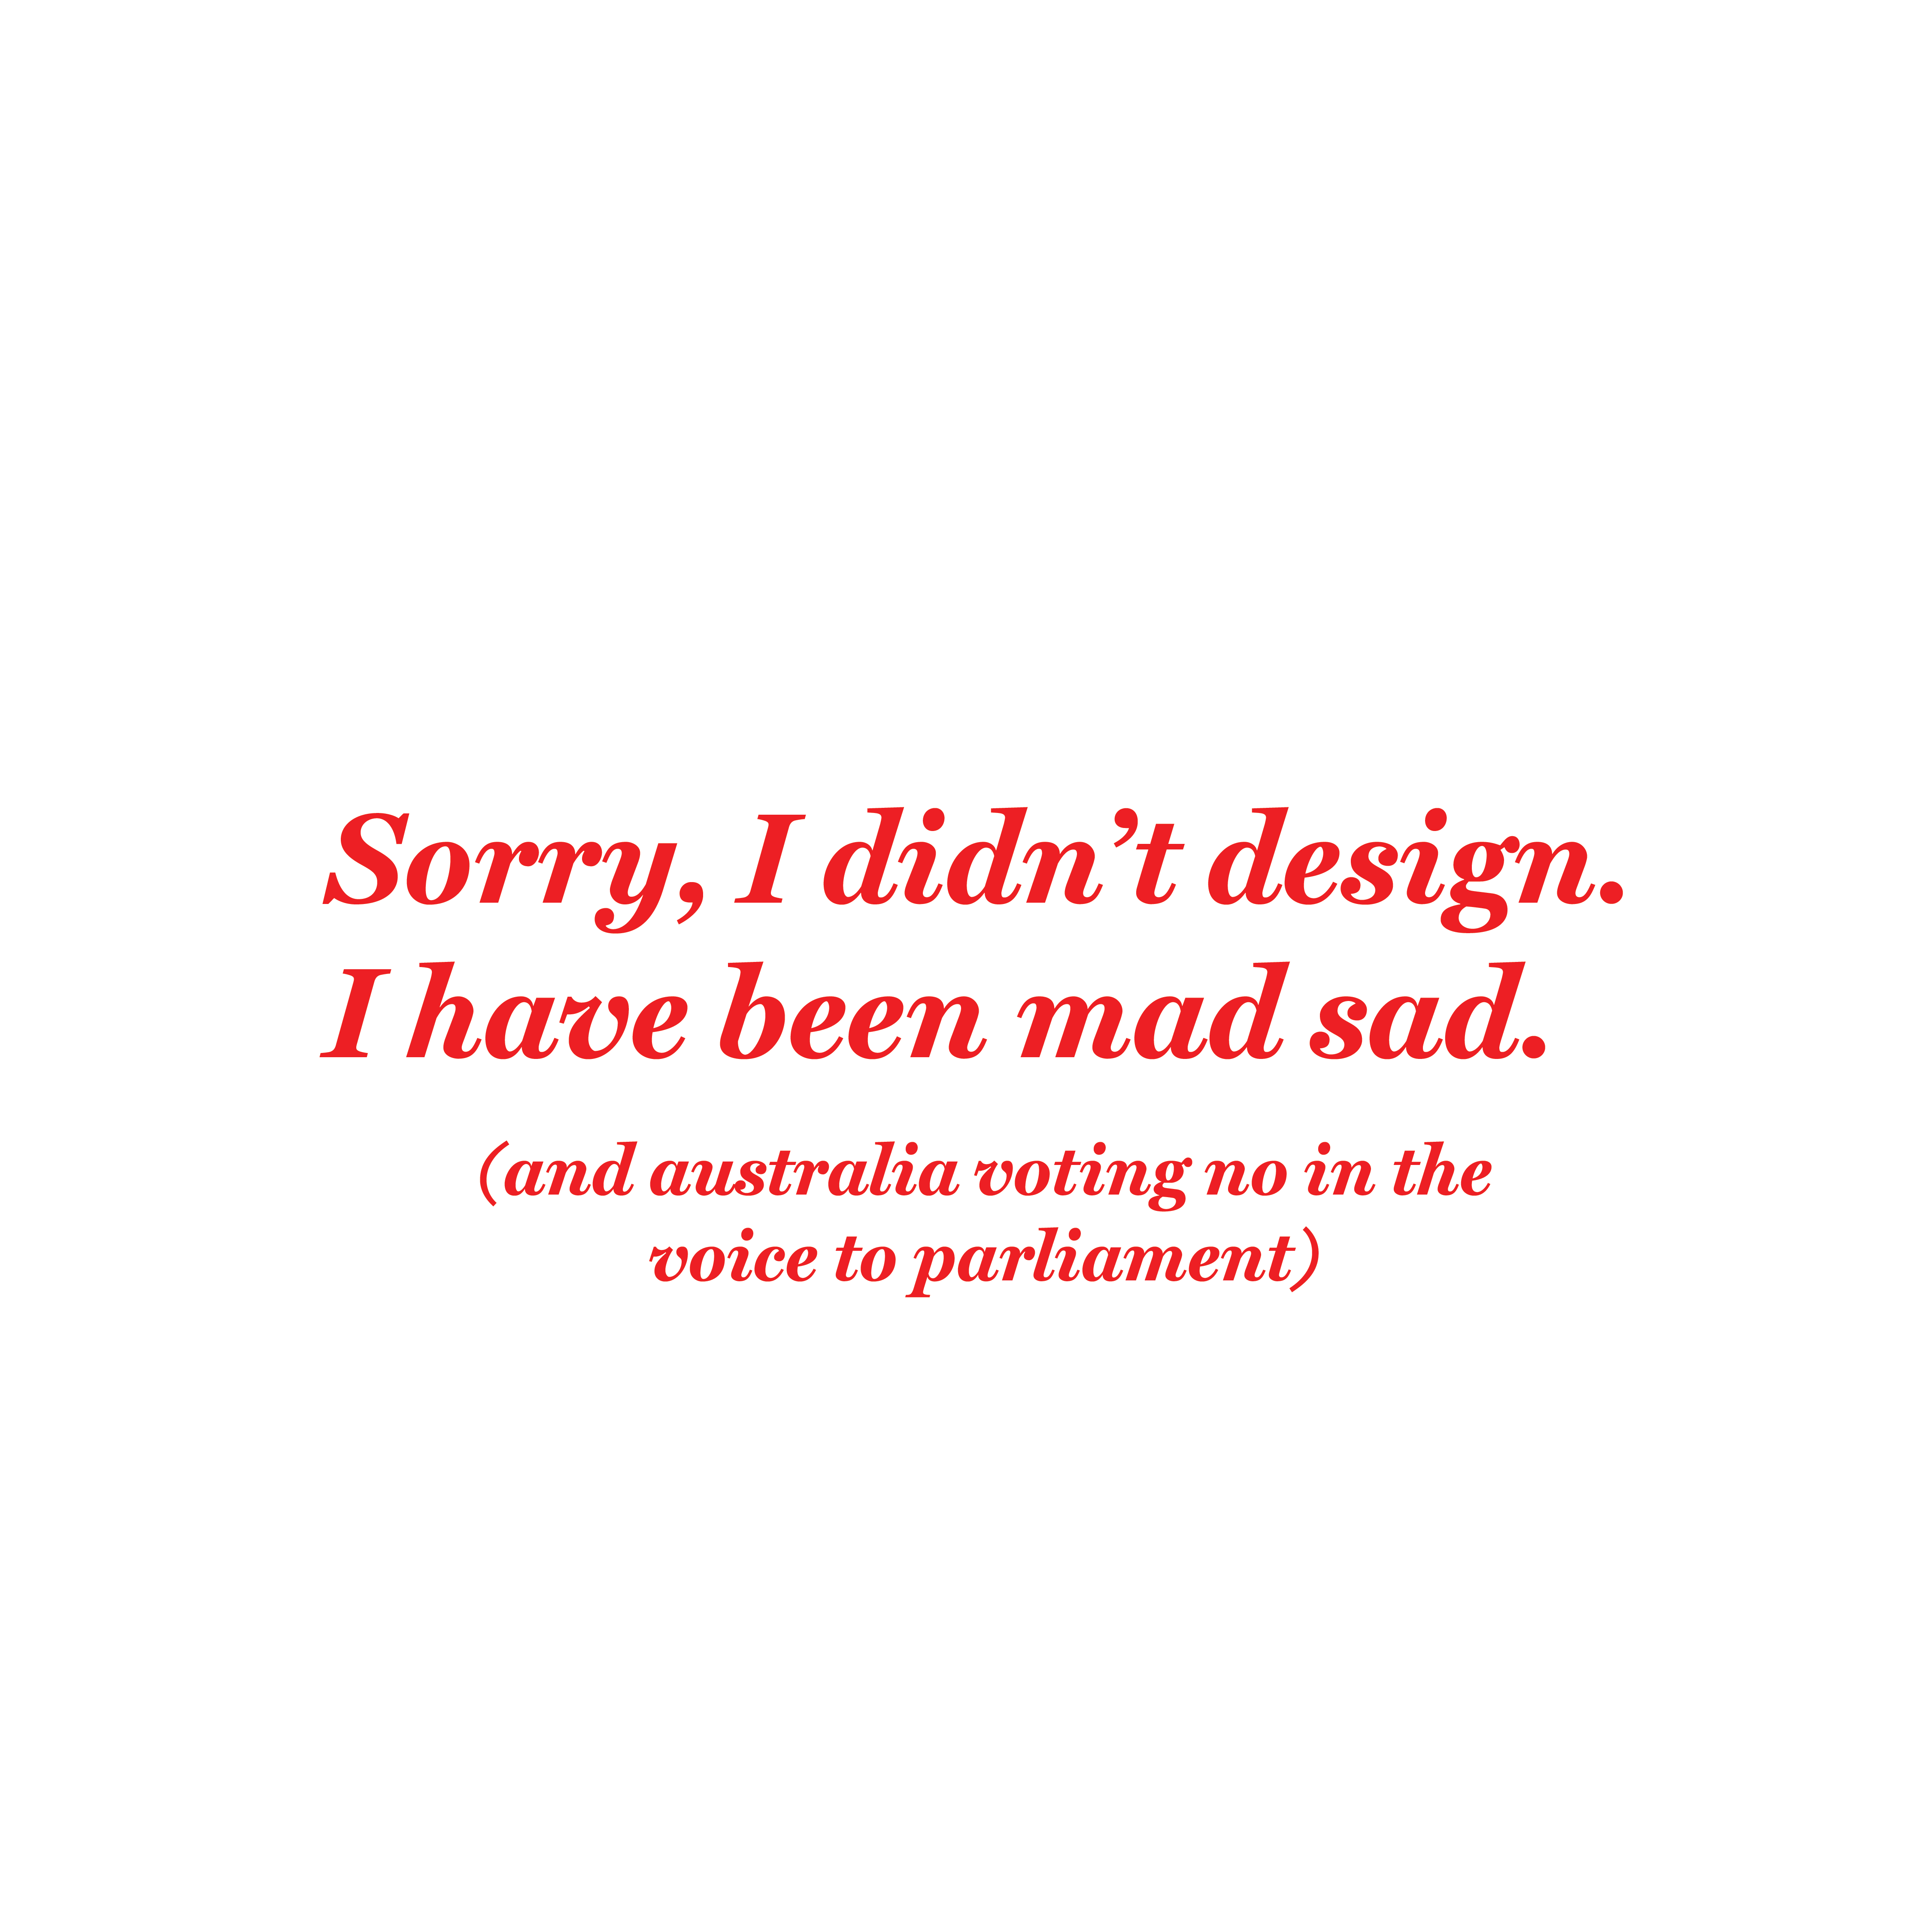 Sorry, I didn't design.
I have been mad sad.
(and australia voting no in the
voice to parliament)